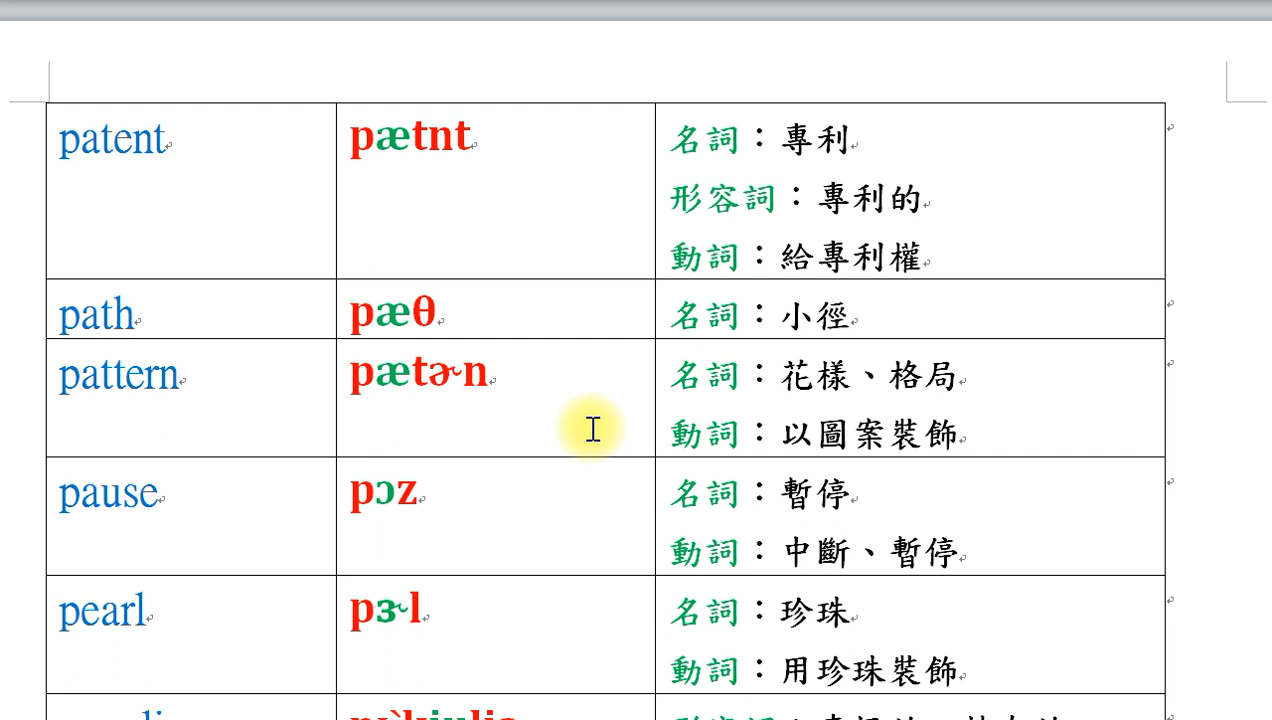 patent pætnt 名詞：專利
形容詞：專利的
動詞：給專利權
path pæθ 名詞：小徑
pattern pætɚn 名詞：花樣、格局
動詞：以圖案裝飾
pause pɔz 名詞：暫停
動詞：中斷、暫停
pearl pɝl 名詞：珍珠
動詞：用珍珠裝飾